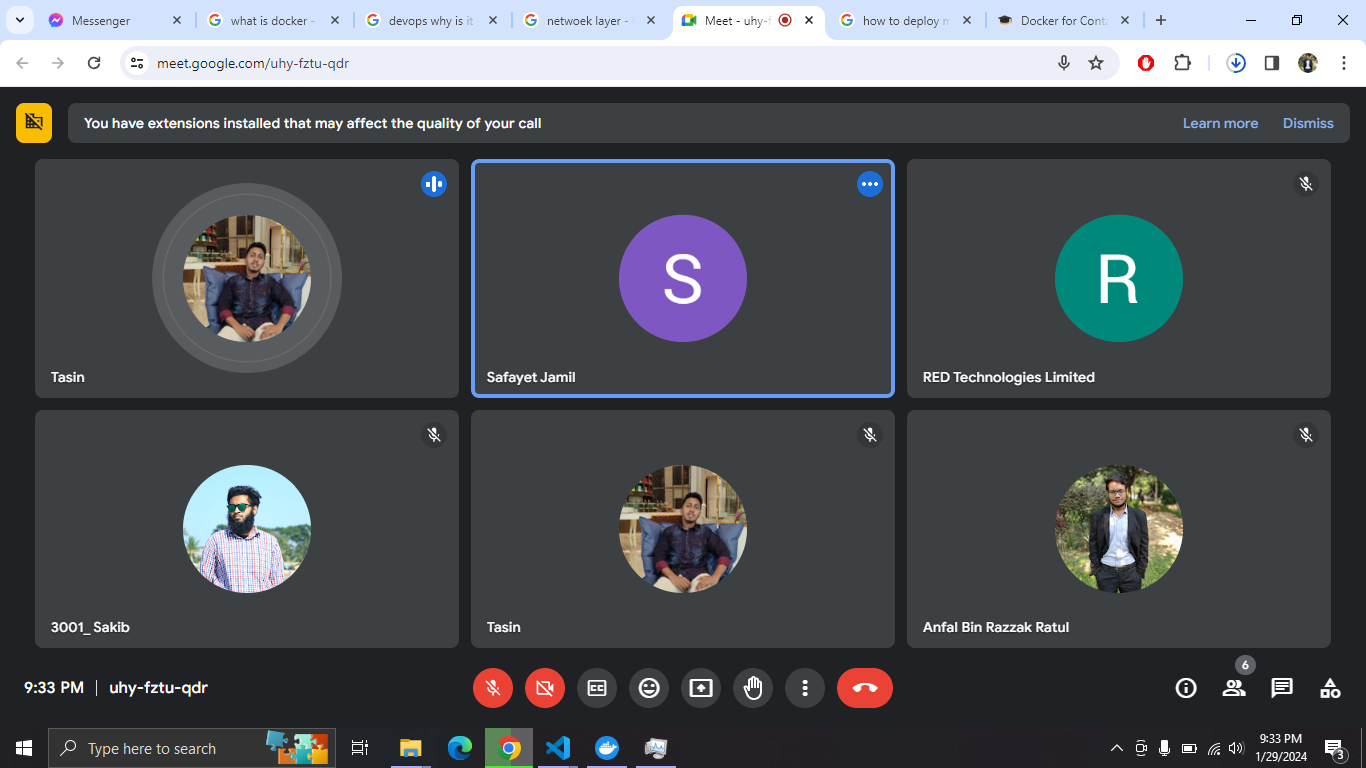 Messenger
what is docker -
devops why is it
netwoek layer -
Meet - uhy-f
how to deploy m
Docker for Conta
meet.google.com/uhy-fztu-qdr
You have extensions installed that may affect the quality of your call
Learn more
Dismiss
S
R
Tasin
Safayet Jamil
RED Technologies Limited
3001_ Sakib
Tasin
Anfal Bin Razzak Ratul
9:33 PM | uhy-fztu-qdr
6
Type here to search
9:33 PM
1/29/2024
3